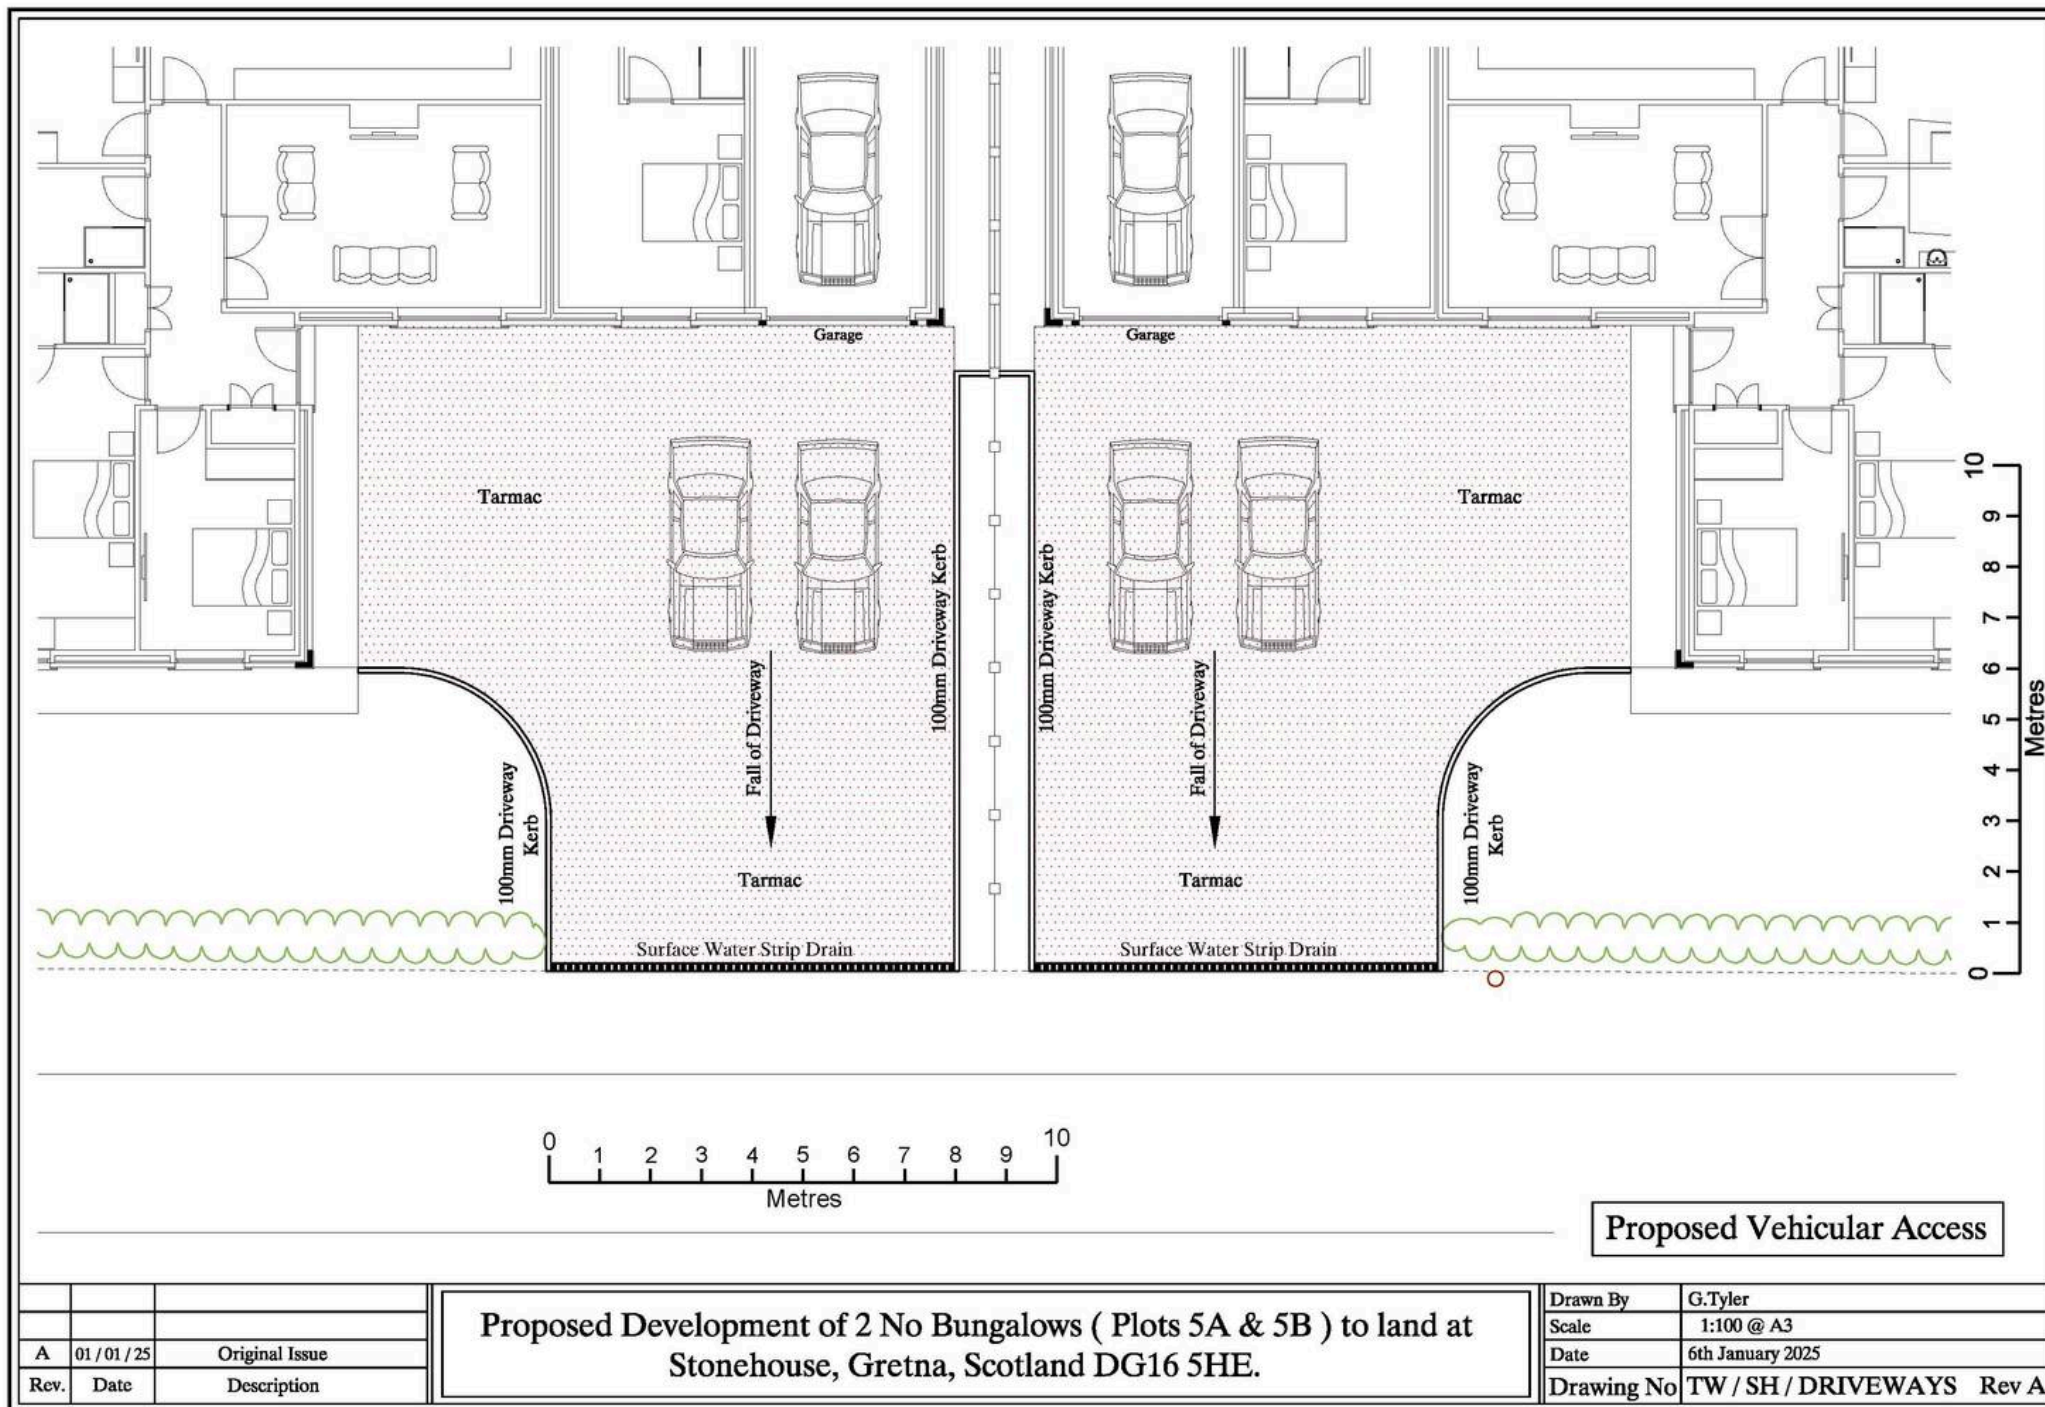 Garage
Garage
Tarmac
Tarmac
100mm Driveway Kerb
100mm Driveway Kerb
Fall of Driveway
Fall of Driveway
100mm Driveway
Kerb
100mm Driveway
Kerb
Tarmac
Tarmac
Surface Water Strip Drain
Surface Water Strip Drain
10
9
8
7
6
5
4
3
2
1
0
Metres
0 1 2 3 4 5 6 7 8 9 10
Metres
Proposed Vehicular Access
A 01 / 01 / 25 Original Issue
Rev. Date Description
Proposed Development of 2 No Bungalows ( Plots 5A & 5B ) to land at
Stonehouse, Gretna, Scotland DG16 5HE.
Drawn By G.Tyler
Scale 1:100 @ A3
Date 6th January 2025
Drawing No TW / SH / DRIVEWAYS Rev A